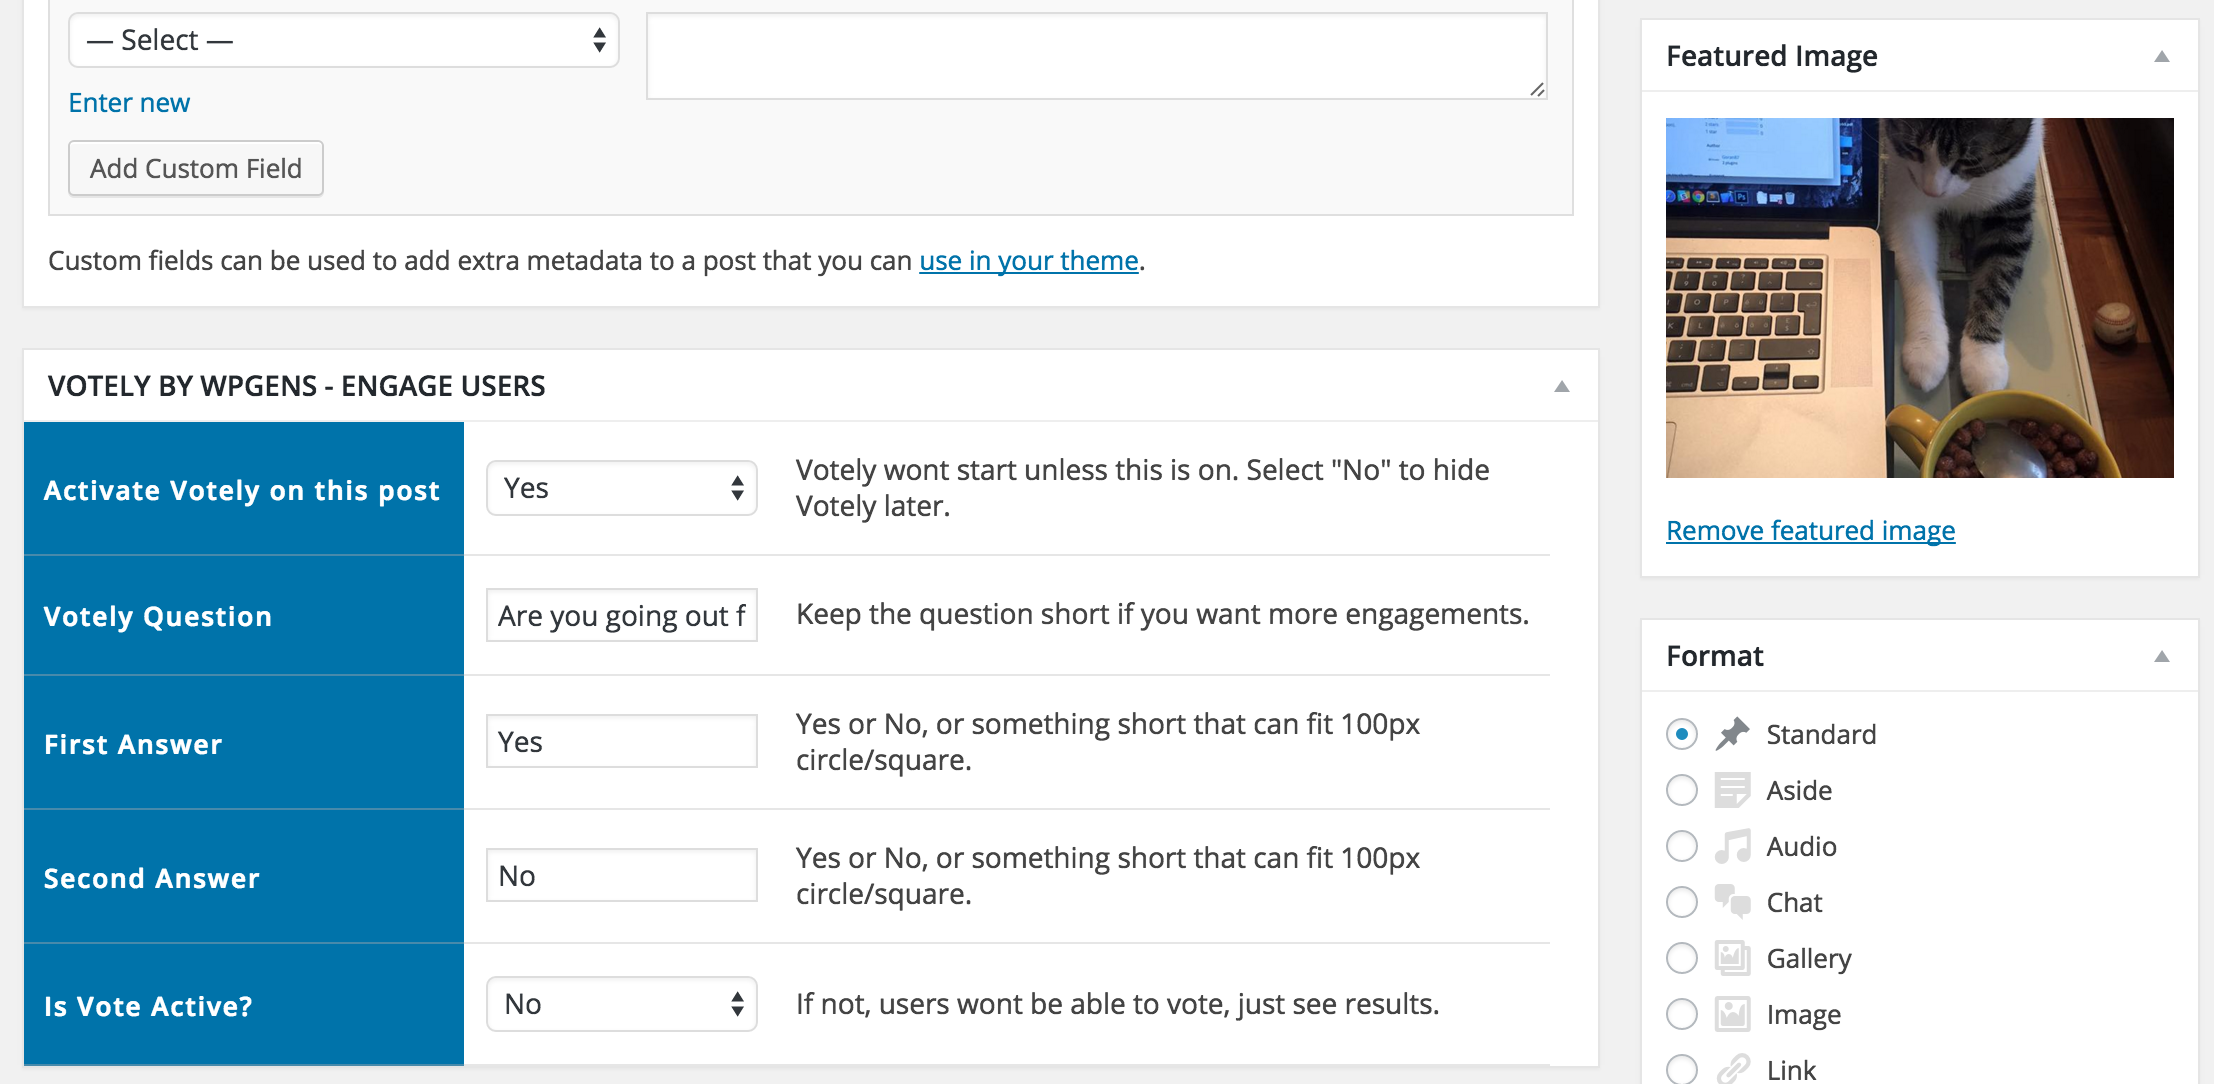 — Select —
Enter new
Add Custom Field
Custom fields can be used to add extra metadata to a post that you can use in your theme.
VOTELY BY WPGENS - ENGAGE USERS
Activate Votely on this post
Yes
Votely wont start unless this is on. Select "No" to hide
Votely later.
Votely Question
Are you going out f
Keep the question short if you want more engagements.
First Answer
Yes
Yes or No, or something short that can fit 100px
circle/square.
Second Answer
No
Yes or No, or something short that can fit 100px
circle/square.
Is Vote Active?
No
If not, users wont be able to vote, just see results.
Featured Image
Remove featured image
Format
Standard
Aside
Audio
Chat
Gallery
Image
Link